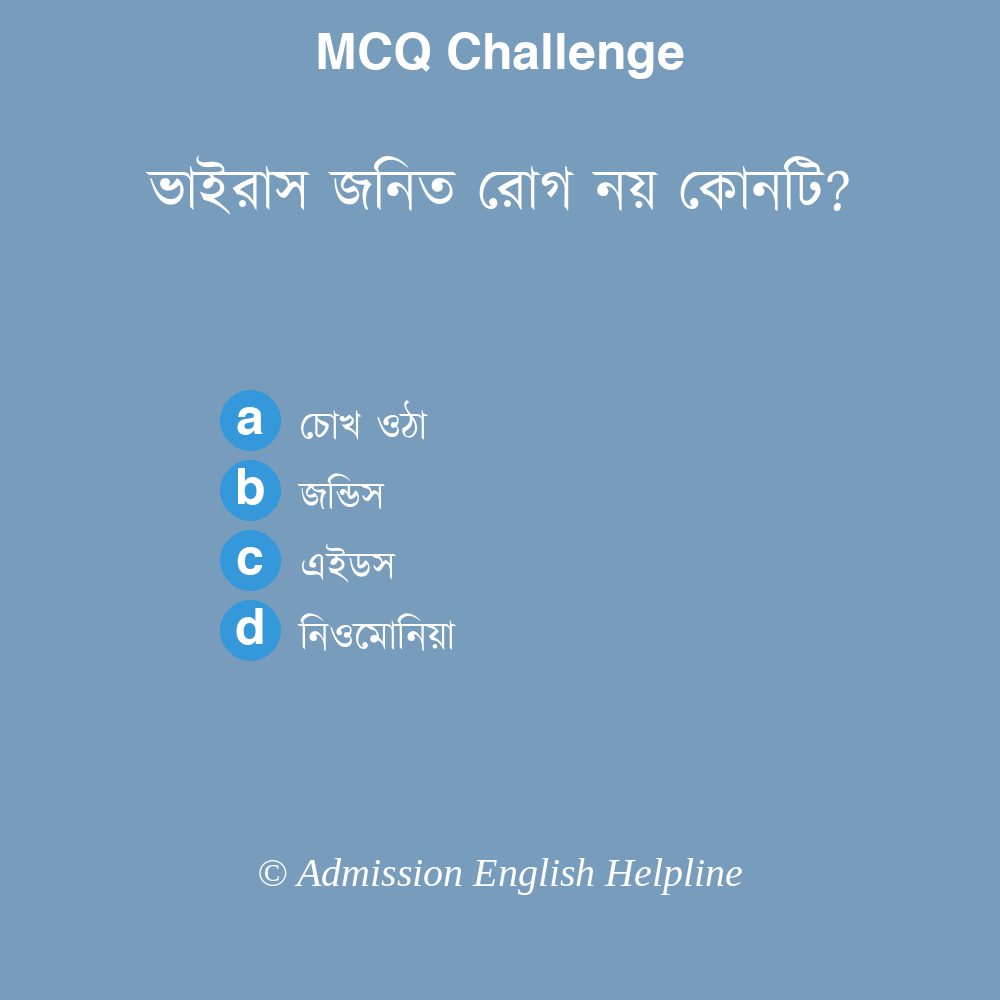 MCQ Challenge
ভাইরাস জনিত রোগ নয় কোনটি?
a চোখ ওঠা
b জন্ডিস
c এইডস
d নিওমোনিয়া
© Admission English Helpline